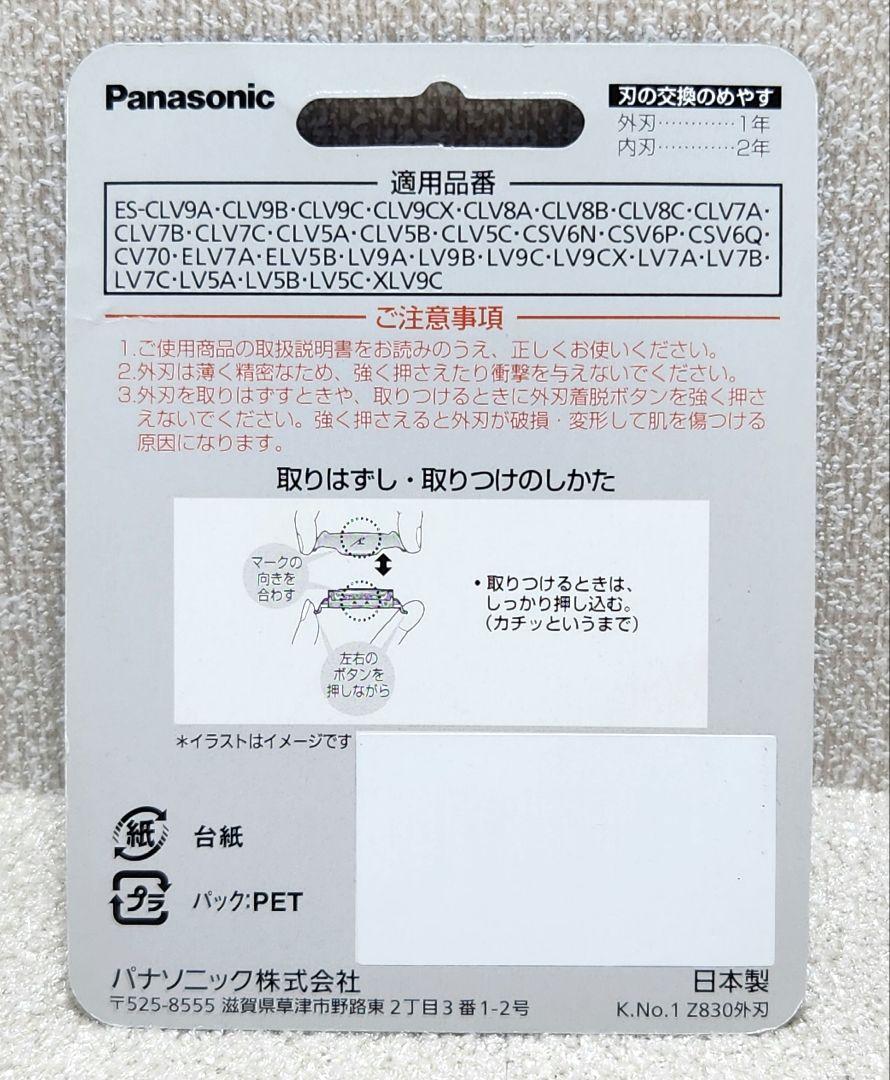 Panasonic
刃の交換のめやす
外刃…………1年
内刃…………2年
適用品番
ES-CLV9A・CLV9B・CLV9C・CLV9CX・CLV8A・CLV8B・CLV8C・CLV7A・
CLV7B・CLV7C・CLV5A・CLV5B・CLV5C・CSV6N・CSV6P・CSV6Q・
CV70・ELV7A・ELV5B・LV9A・LV9B・LV9C・LV9CX・LV7A・LV7B・
LV7C・LV5A・LV5B・LV5C・XLV9C
ご注意事項
1.ご使用商品の取扱説明書をお読みのうえ、正しくお使いください。
2.外刃は薄く精密なため、強く押さえたり衝撃を与えないでください。
3.外刃を取りはずすときや、取りつけるときに外刃着脱ボタンを強く押さ
えないでください。強く押さえると外刃が破損・変形して肌を傷つける
原因になります。
取りはずし・取りつけのしかた
マークの
向きを
合わす
・取りつけるときは、
しっかり押し込む。
（カチッというまで）
左右の
ボタンを
押しながら
＊イラストはイメージです
紙 台紙
プラ パック:PET
パナソニック株式会社
〒525-8555 滋賀県草津市野路東2丁目3番1-2号
日本製
K.No.1 Z830外刃